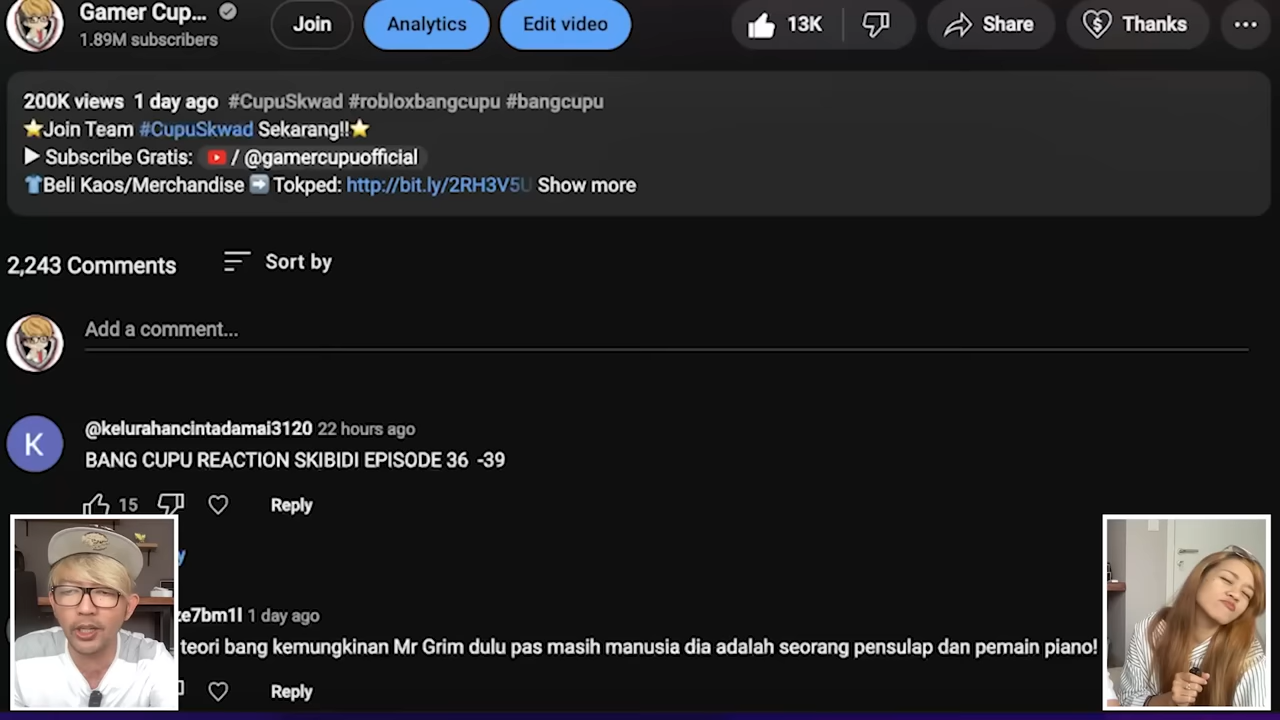 Gamer Cup...
1.89M subscribers
Join
Analytics
Edit video
13K
Share
Thanks
200K views 1 day ago #CupuSkwad #robloxbangcupu #bangcupu
⭐Join Team #CupuSkwad Sekarang!!⭐
▶ Subscribe Gratis: / @gamercupuofficial
👕Beli Kaos/Merchandise ➡ Tokped: http://bit.ly/2RH3V5U Show more
2,243 Comments
Sort by
Add a comment...
K
@kelurahancintadamai3120 22 hours ago
BANG CUPU REACTION SKIBIDI EPISODE 36 -39
15
Reply
y
ze7bm1l 1 day ago
teori bang kemungkinan Mr Grim dulu pas masih manusia dia adalah seorang pensulap dan pemain piano!
Reply